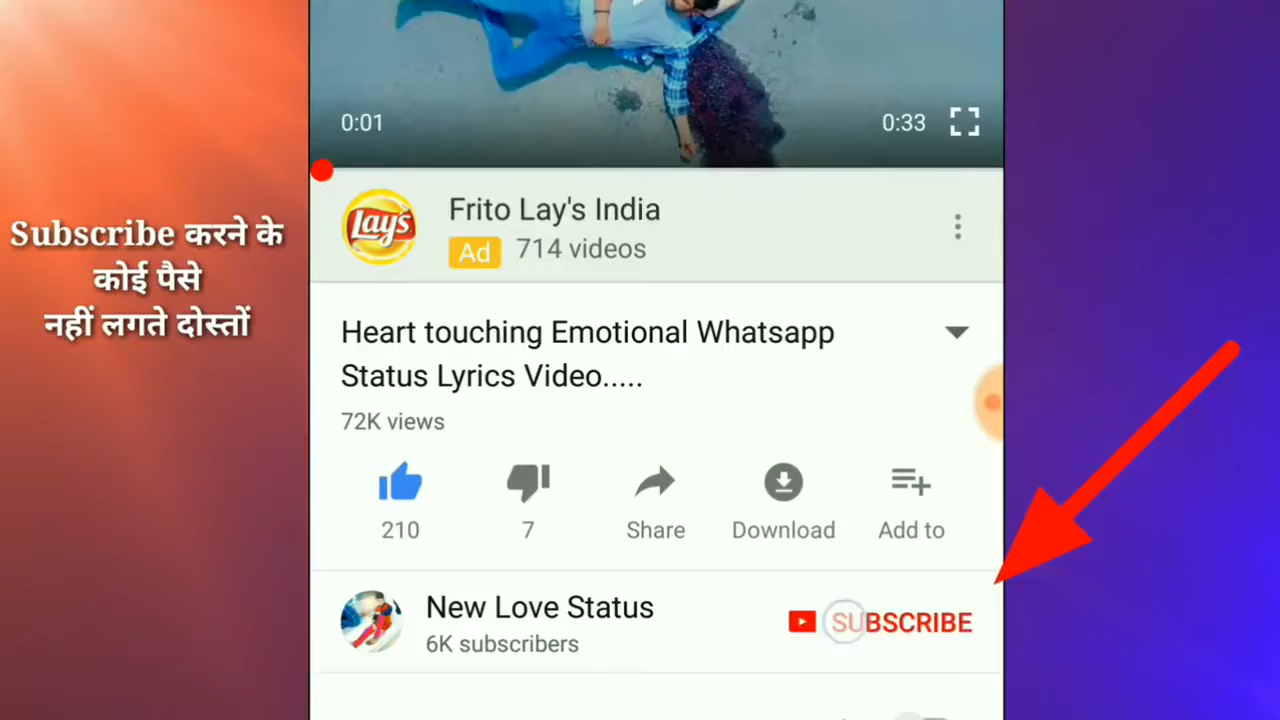 0:01
0:33
Lay's
Frito Lay's India
Ad 714 videos
Subscribe करने के
कोई पैसे
नहीं लगते दोस्तों
Heart touching Emotional Whatsapp
Status Lyrics Video.....
72K views
210
7
Share
Download
Add to
New Love Status
6K subscribers
SUBSCRIBE